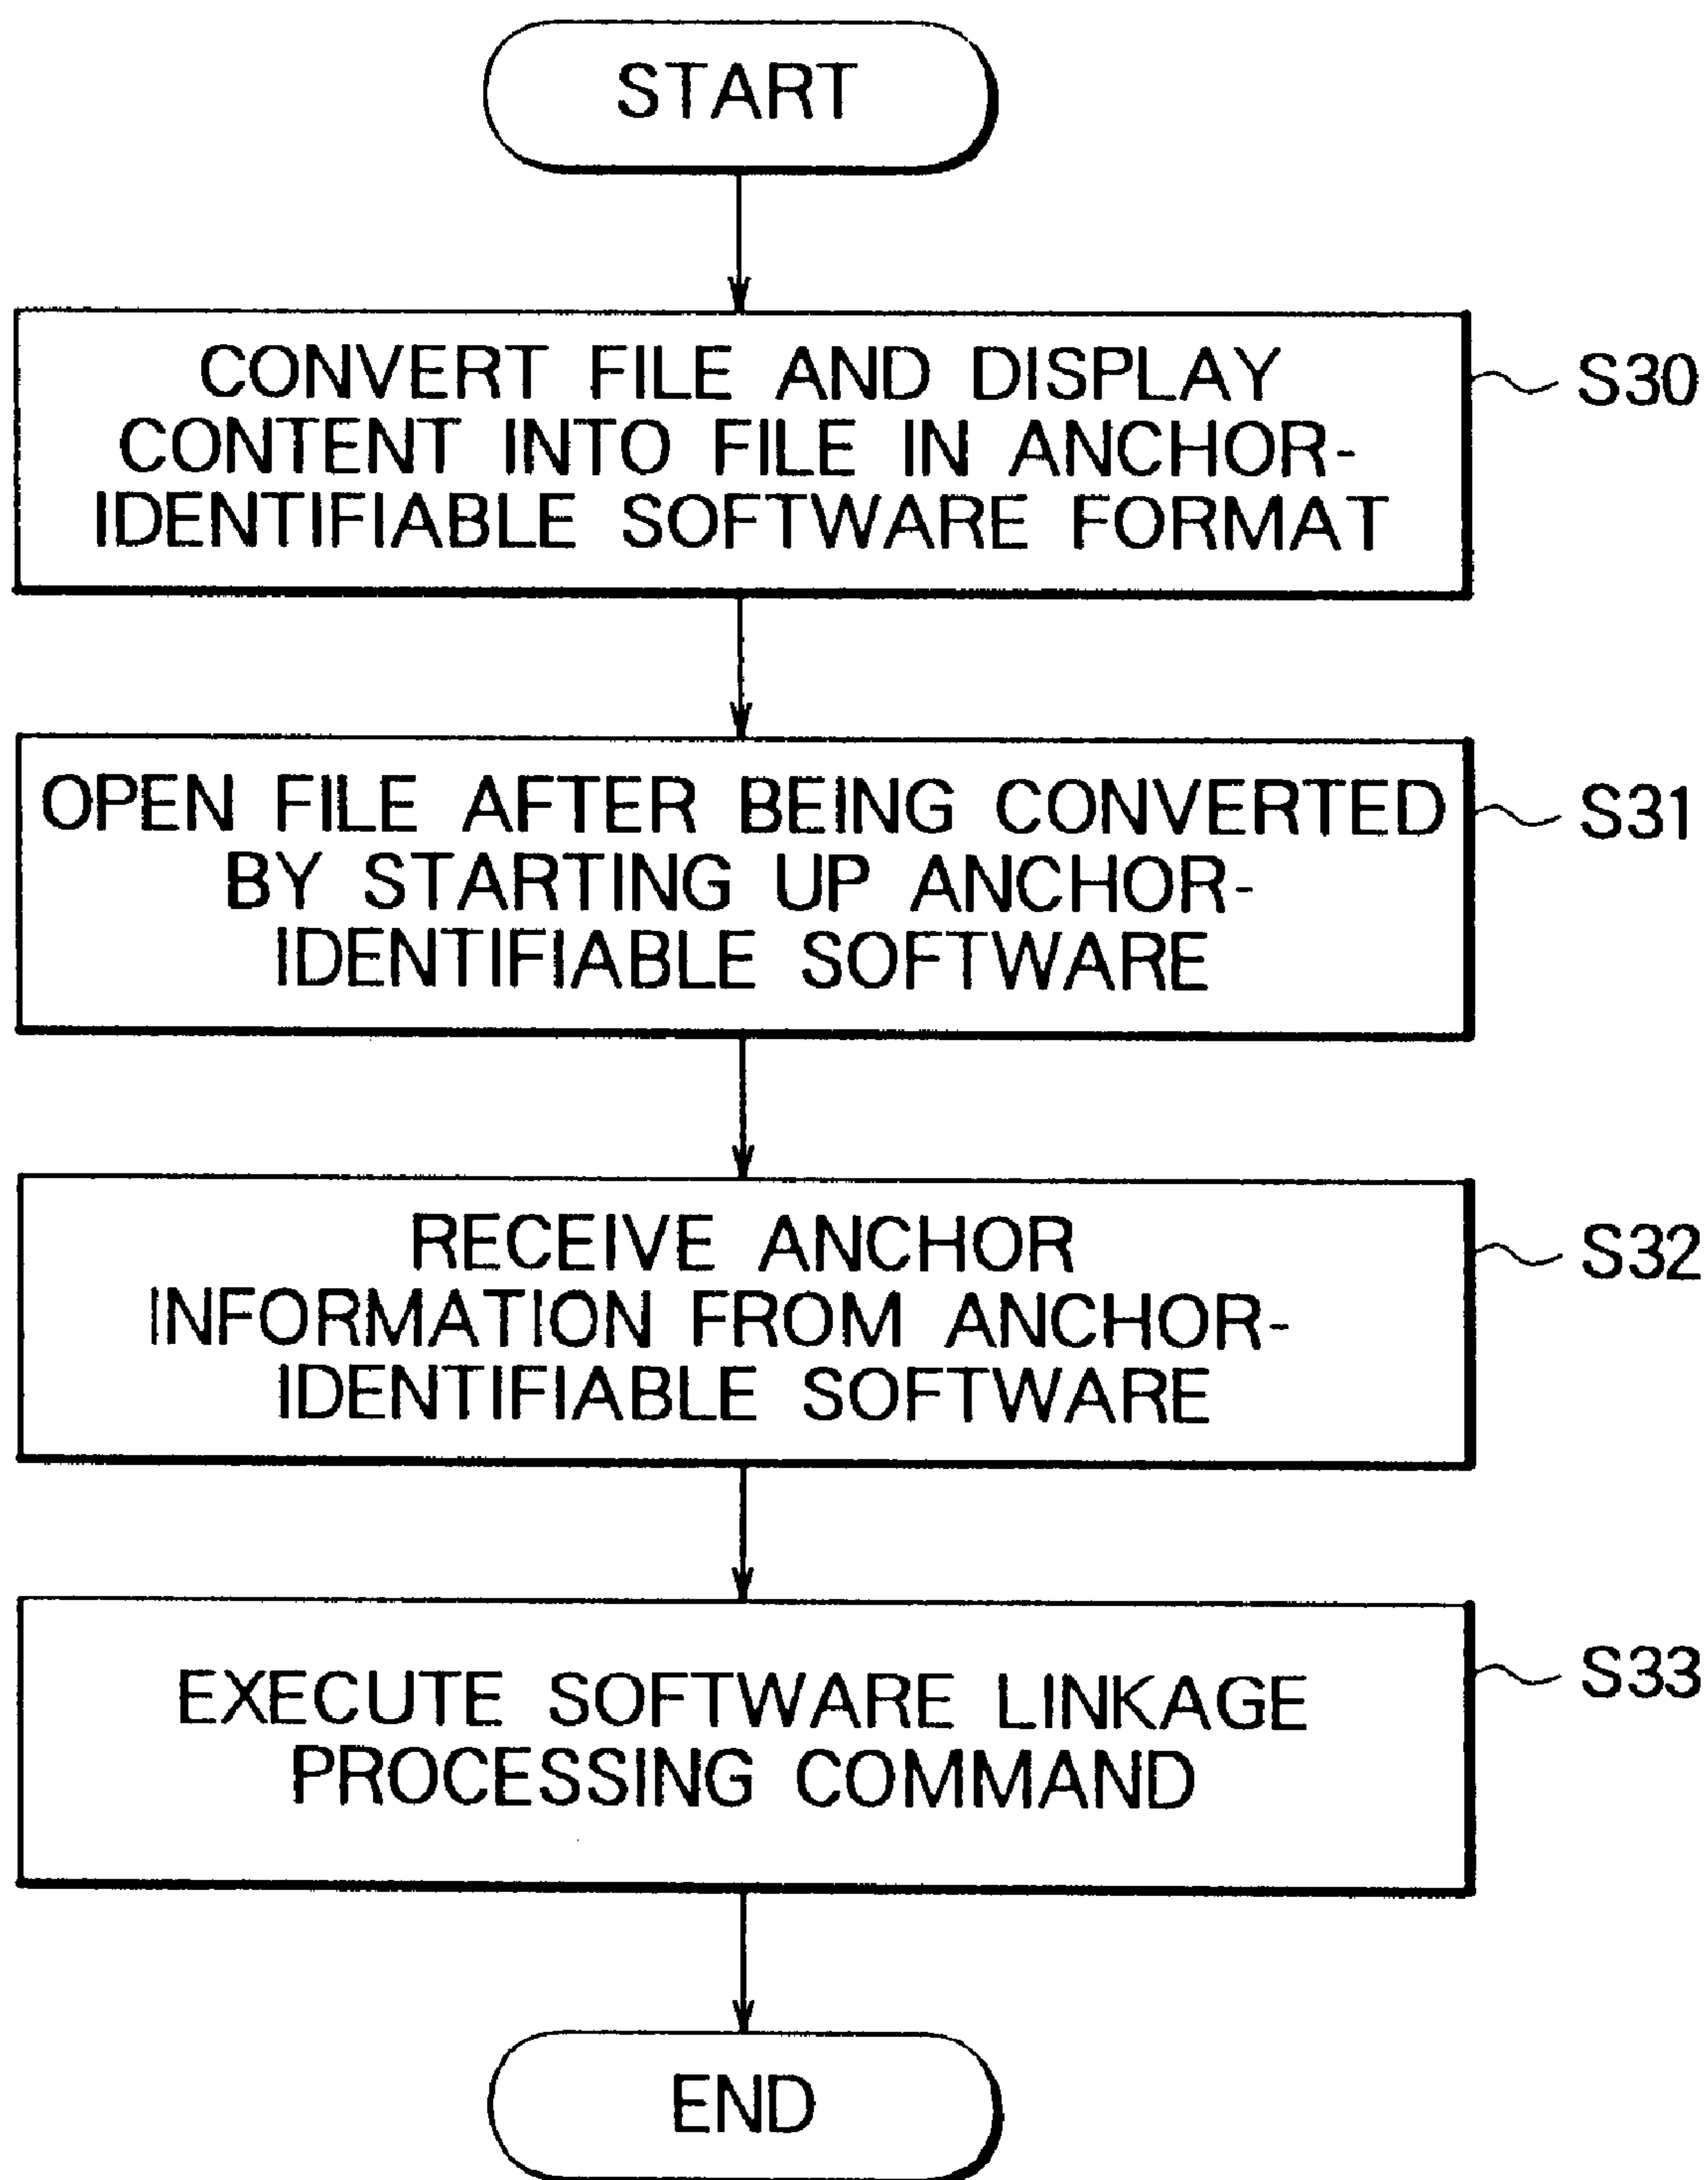 START
CONVERT FILE AND DISPLAY
CONTENT INTO FILE IN ANCHOR-
IDENTIFIABLE SOFTWARE FORMAT
S30
OPEN FILE AFTER BEING CONVERTED
BY STARTING UP ANCHOR-
IDENTIFIABLE SOFTWARE
S31
RECEIVE ANCHOR
INFORMATION FROM ANCHOR-
IDENTIFIABLE SOFTWARE
S32
EXECUTE SOFTWARE LINKAGE
PROCESSING COMMAND
S33
END